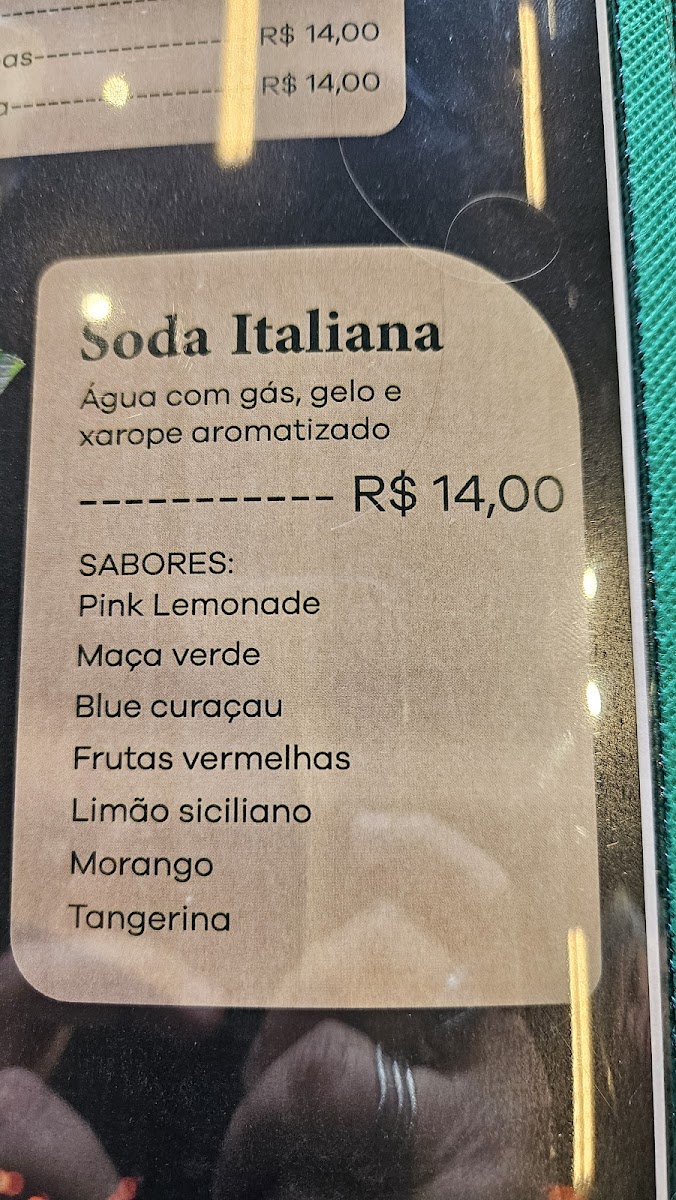 R$ 14,00
as----------------- R$ 14,00
Soda Italiana
Água com gás, gelo e
xarope aromatizado
----------- R$ 14,00
SABORES:
Pink Lemonade
Maça verde
Blue curaçau
Frutas vermelhas
Limão siciliano
Morango
Tangerina